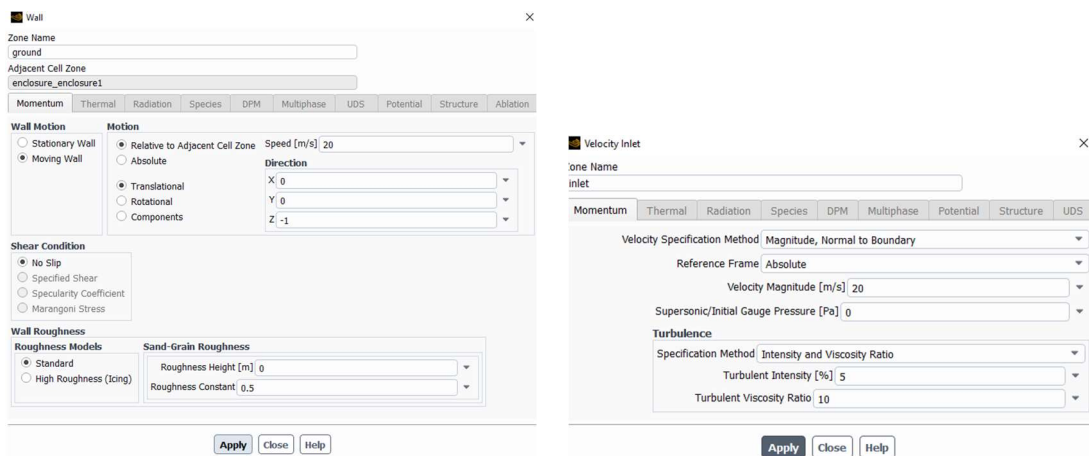 Wall
Zone Name
ground
Adjacent Cell Zone
enclosure_enclosure1
Momentum Thermal Radiation Species DPM Multiphase UDS Potential Structure Ablation
Wall Motion Motion
Stationary Wall Relative to Adjacent Cell Zone Speed [m/s] 20
Moving Wall Absolute Direction
X 0
Translational
Rotational Y 0
Components Z -1
Shear Condition
No Slip
Specified Shear
Specularity Coefficient
Marangoni Stress
Wall Roughness
Roughness Models Sand-Grain Roughness
Standard Roughness Height [m] 0
High Roughness (Icing) Roughness Constant 0.5
Apply Close Help
Velocity Inlet
Zone Name
inlet
Momentum Thermal Radiation Species DPM Multiphase Potential Structure UDS
Velocity Specification Method Magnitude, Normal to Boundary
Reference Frame Absolute
Velocity Magnitude [m/s] 20
Supersonic/Initial Gauge Pressure [Pa] 0
Turbulence
Specification Method Intensity and Viscosity Ratio
Turbulent Intensity [%] 5
Turbulent Viscosity Ratio 10
Apply Close Help